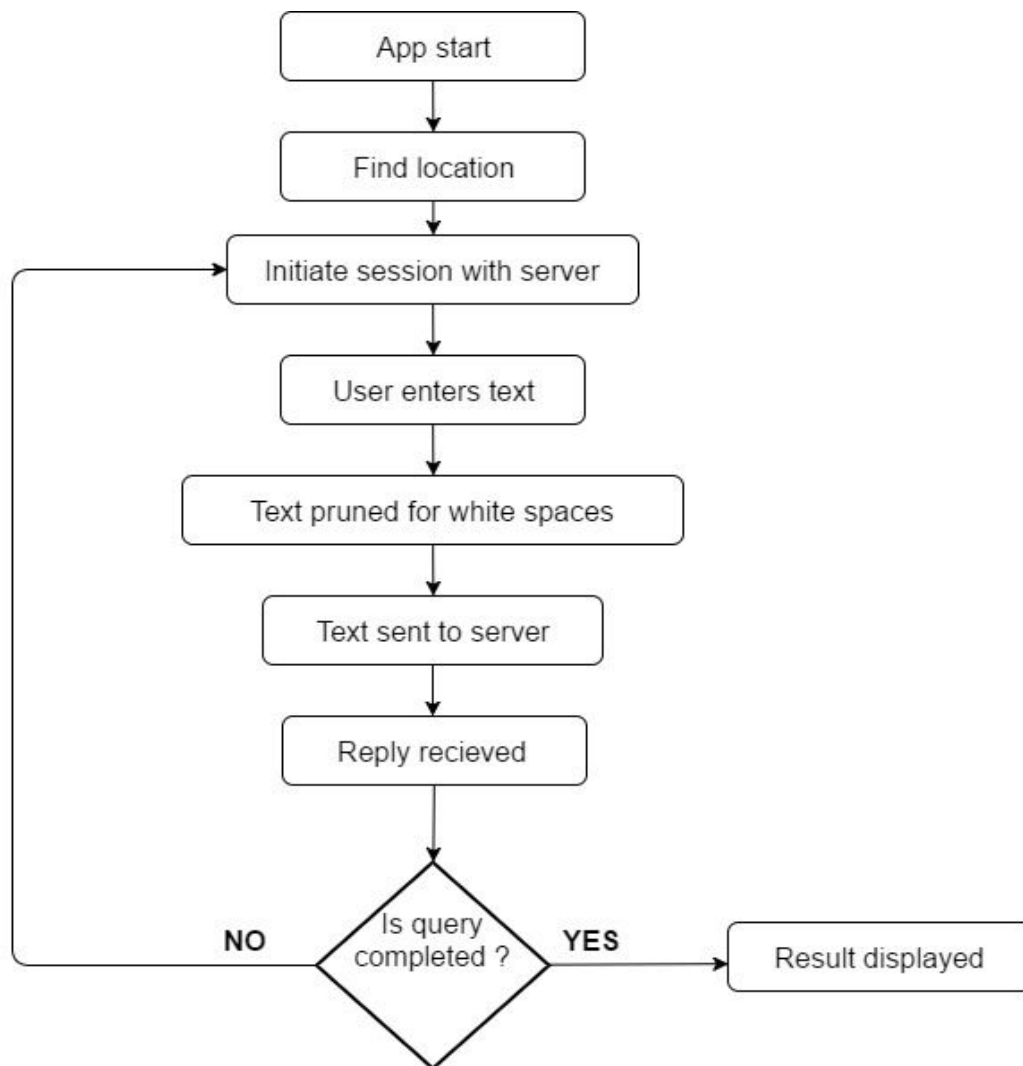 App start
Find location
Initiate session with server
User enters text
Text pruned for white spaces
Text sent to server
Reply recieved
Is query
completed ?
NO
YES
Result displayed